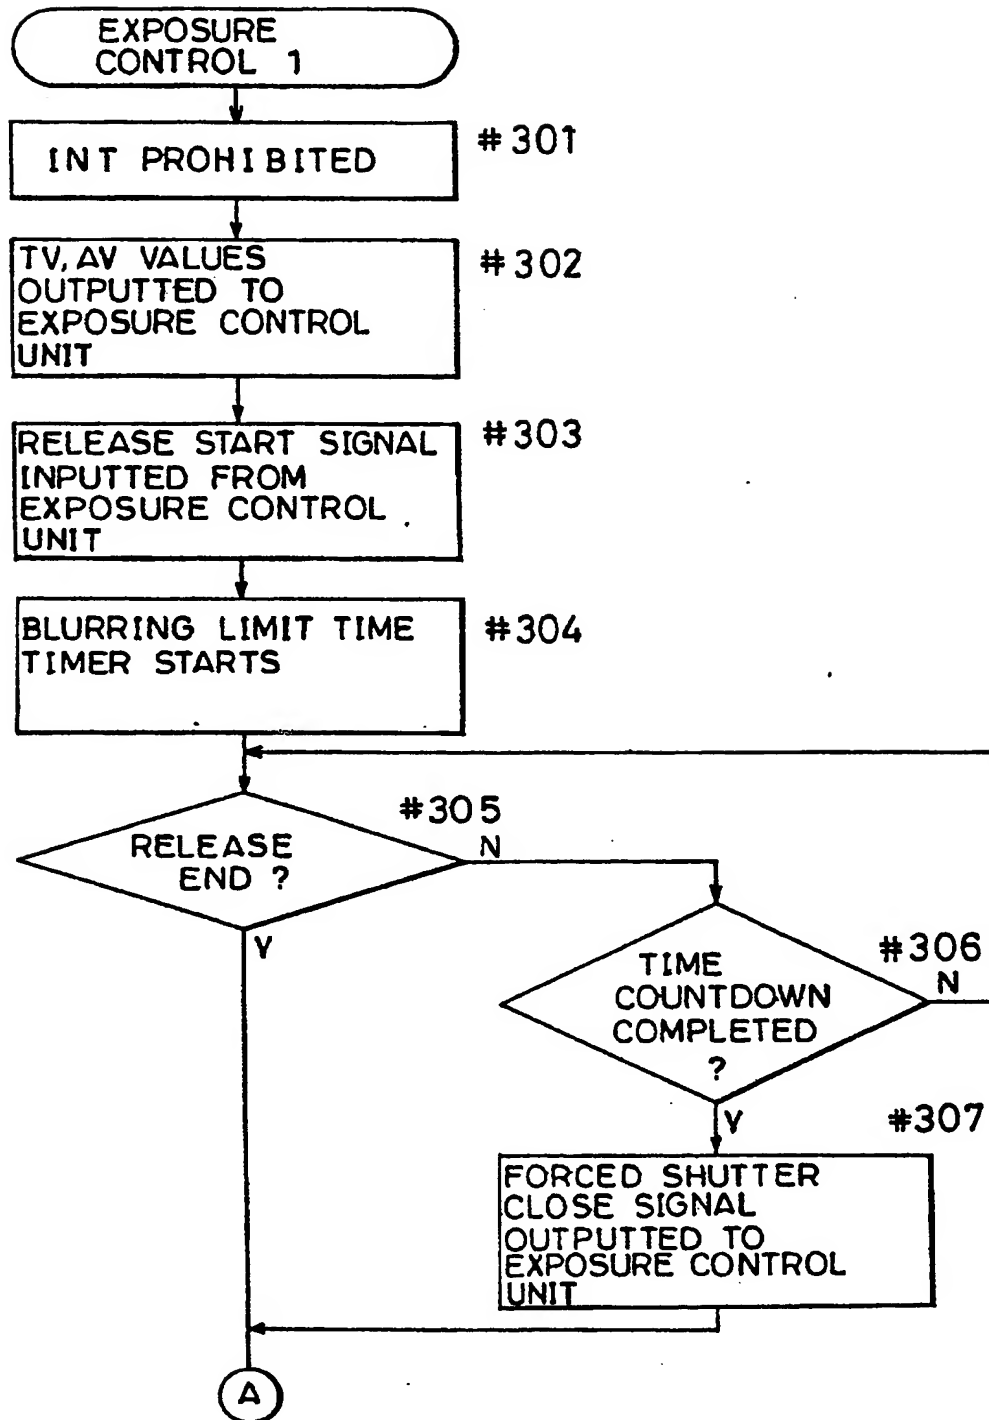 EXPOSURE
CONTROL 1
INT PROHIBITED
#301
TV, AV VALUES
OUTPUTTED TO
EXPOSURE CONTROL
UNIT
#302
RELEASE START SIGNAL
INPUTTED FROM
EXPOSURE CONTROL
UNIT
#303
BLURRING LIMIT TIME
TIMER STARTS
#304
#305
RELEASE
END ?
N
Y
#306
TIME
COUNTDOWN
COMPLETED
?
N
Y
#307
FORCED SHUTTER
CLOSE SIGNAL
OUTPUTTED TO
EXPOSURE CONTROL
UNIT
A